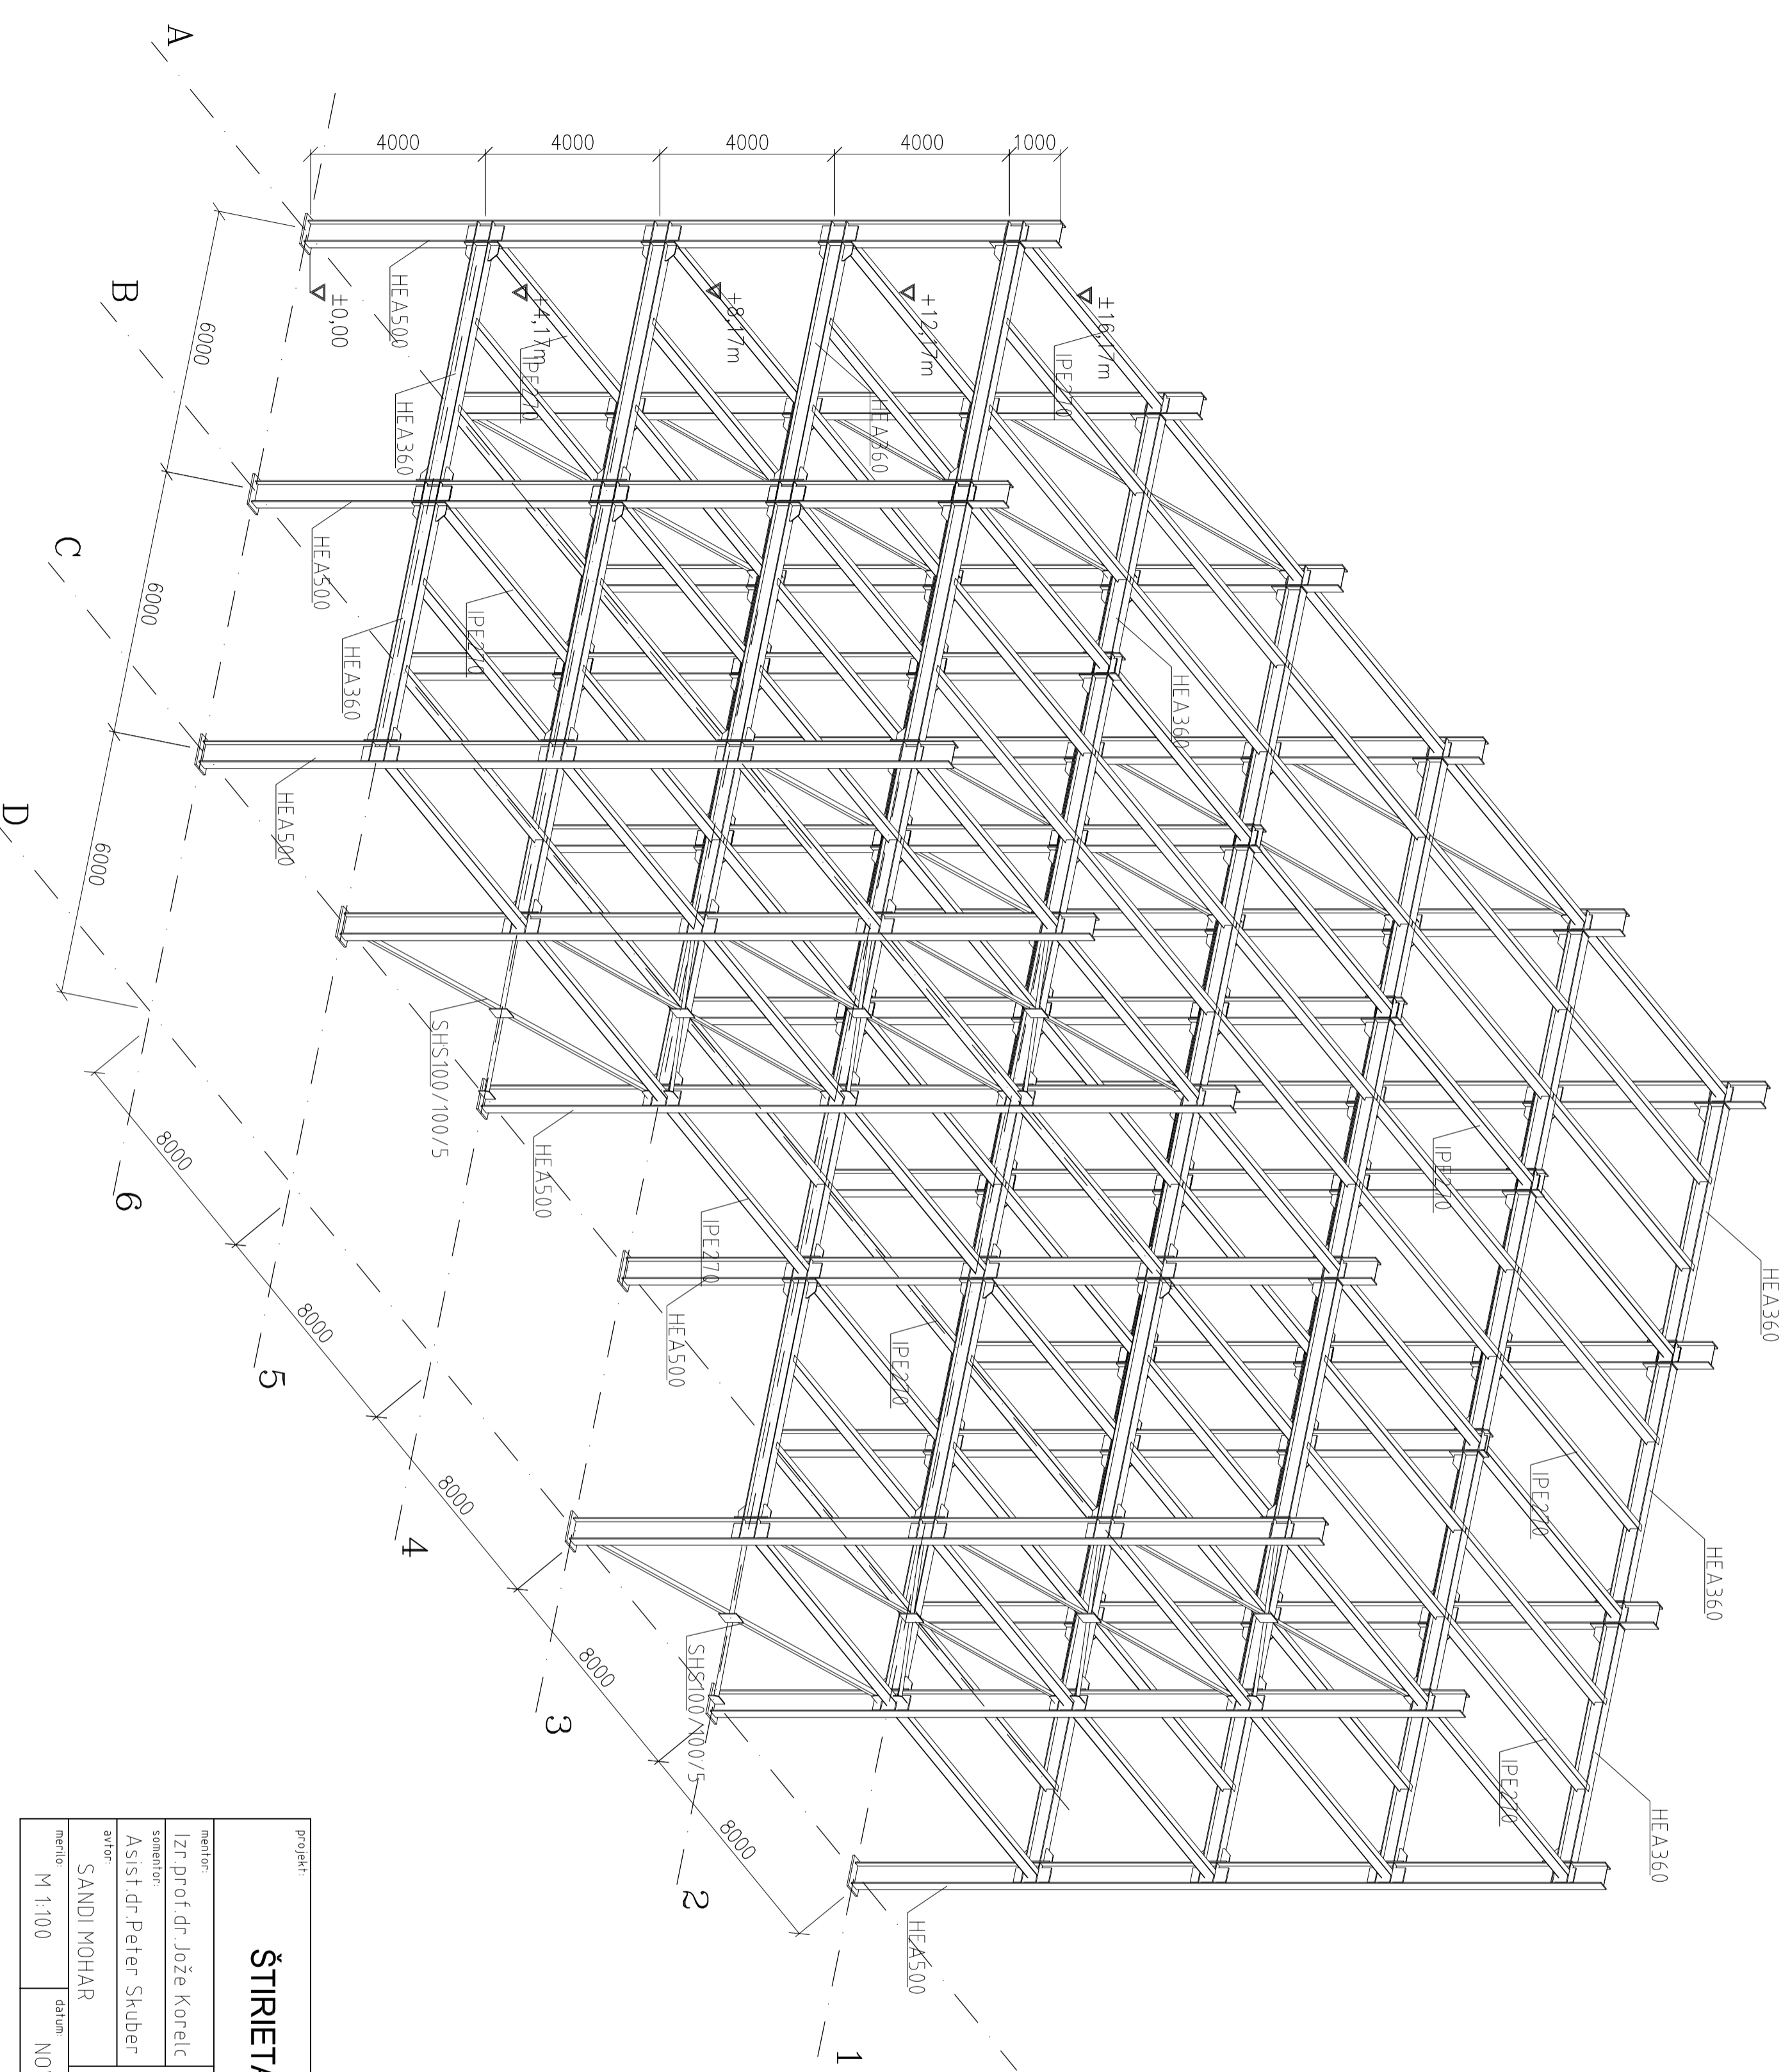 A
B
C
D
4000
4000
4000
4000
1000
±0,00
+4,17m
+8,17m
+12,17m
±16,17m
HEA500
HEA360
IPE270
HEA360
IPE270
HEA500
HEA360
IPE270
HEA500
HEA360
SHS100/100/5
HEA500
IPE270
HEA500
IPE270
IPE270
HEA360
IPE270
HEA360
IPE270
HEA360
SHS100/100/5
HEA500
6000
6000
6000
8000
8000
8000
8000
8000
6
5
4
3
2
1
projekt:
mentor:
Izr.prof.dr.Jože Korelc
somentor:
Asist.dr.Peter Skuber
avtor:
SANDI MOHAR
merilo:
M 1:100
datum: